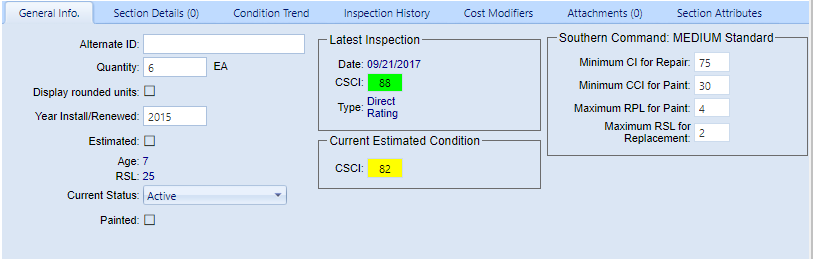 General Info. Section Details (0) Condition Trend Inspection History Cost Modifiers Attachments (0) Section Attributes
Alternate ID:
Quantity: 6 EA
Display rounded units:
Year Install/Renewed: 2015
Estimated:
Age: 7
RSL: 25
Current Status: Active
Painted:
Latest Inspection
Date: 09/21/2017
CSCI: 88
Type: Direct
Rating
Current Estimated Condition
CSCI: 82
Southern Command: MEDIUM Standard
Minimum CI for Repair: 75
Minimum CCI for Paint: 30
Maximum RPL for Paint: 4
Maximum RSL for
Replacement: 2